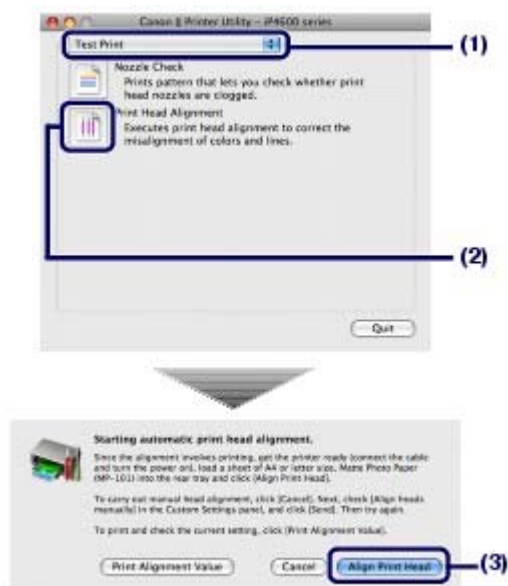 Canon IJ Printer Utility - iP4600 series
Test Print
(1)
Nozzle Check
Prints pattern that lets you check whether print
head nozzles are clogged.
Print Head Alignment
Executes print head alignment to correct the
misalignment of colors and lines.
(2)
Quit
Starting automatic print head alignment.
Since the alignment involves printing, get the printer ready (connect the cable
and turn the power on), load a sheet of A4 or letter size, Matte Photo Paper
(MP-101) into the rear tray and click [Align Print Head].
To carry out manual head alignment, click [Cancel]. Next, check [Align heads
manually] in the Custom Settings panel, and click [Send]. Then try again.
To print and check the current setting, click [Print Alignment Value].
Print Alignment Value
Cancel
Align Print Head
(3)